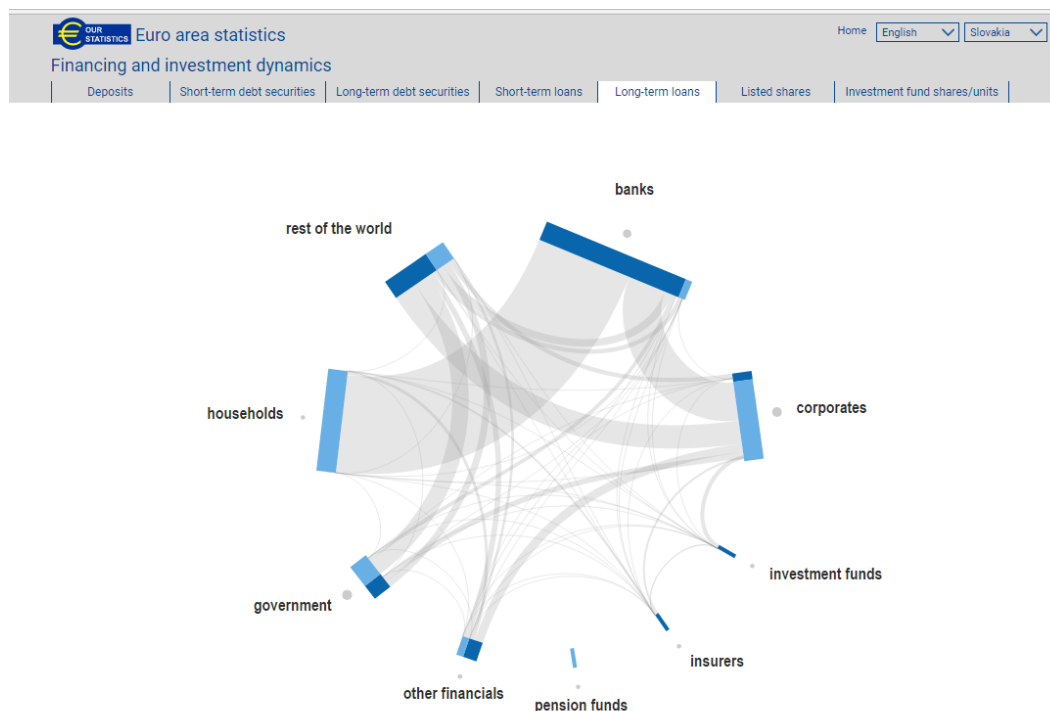 € OUR STATISTICS Euro area statistics
Home English Slovakia
Financing and investment dynamics
Deposits Short-term debt securities Long-term debt securities Short-term loans Long-term loans Listed shares Investment fund shares/units
banks
rest of the world
households
corporates
investment funds
government
insurers
other financials
pension funds